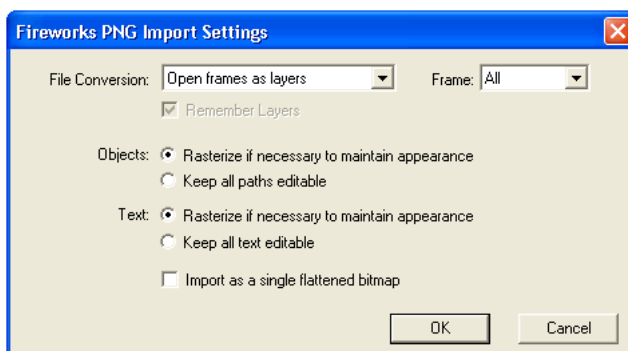 Fireworks PNG Import Settings
File Conversion: Open frames as layers Frame: All
Remember Layers
Objects: Rasterize if necessary to maintain appearance
Keep all paths editable
Text: Rasterize if necessary to maintain appearance
Keep all text editable
Import as a single flattened bitmap
OK Cancel